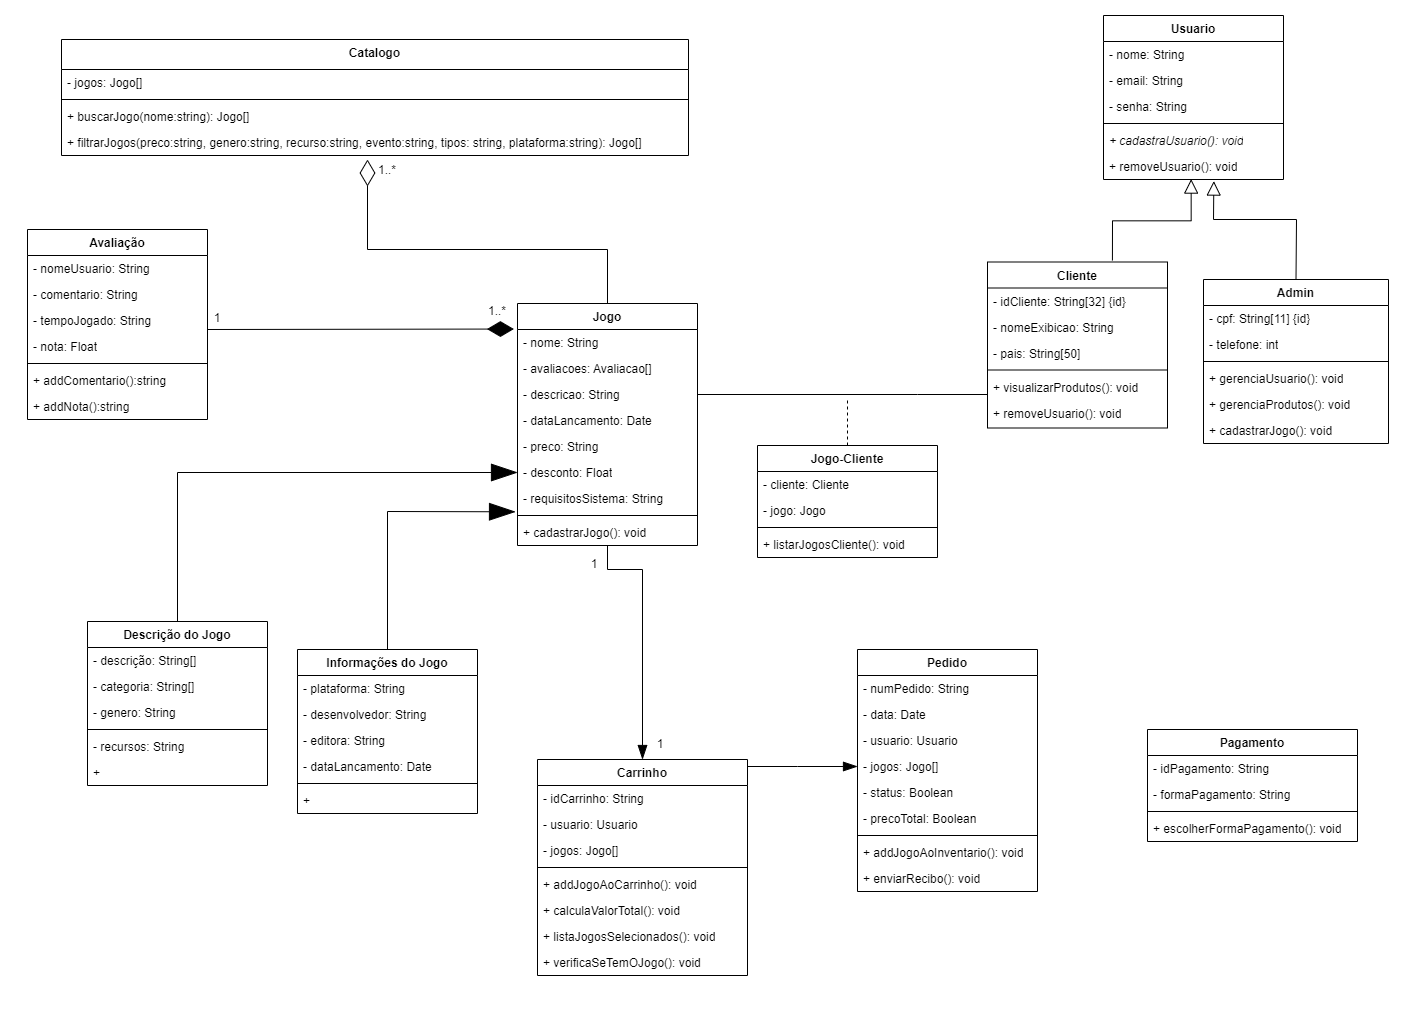 Catalogo
- jogos: Jogo[]
+ buscarJogo(nome:string): Jogo[]
+ filtrarJogos(preco:string, genero:string, recurso:string, evento:string, tipos: string, plataforma:string): Jogo[]
1..*
Usuario
- nome: String
- email: String
- senha: String
+ cadastraUsuario(): void
+ removeUsuario(): void
Avaliação
- nomeUsuario: String
- comentario: String
- tempoJogado: String
- nota: Float
+ addComentario():string
+ addNota():string
1
1..*
Jogo
- nome: String
- avaliacoes: Avaliacao[]
- descricao: String
- dataLancamento: Date
- preco: String
- desconto: Float
- requisitosSistema: String
+ cadastrarJogo(): void
1
Cliente
- idCliente: String[32] {id}
- nomeExibicao: String
- pais: String[50]
+ visualizarProdutos(): void
+ removeUsuario(): void
Admin
- cpf: String[11] {id}
- telefone: int
+ gerenciaUsuario(): void
+ gerenciaProdutos(): void
+ cadastrarJogo(): void
Jogo-Cliente
- cliente: Cliente
- jogo: Jogo
+ listarJogosCliente(): void
Descrição do Jogo
- descrição: String[]
- categoria: String[]
- genero: String
- recursos: String
+
Informações do Jogo
- plataforma: String
- desenvolvedor: String
- editora: String
- dataLancamento: Date
+
1
Carrinho
- idCarrinho: String
- usuario: Usuario
- jogos: Jogo[]
+ addJogoAoCarrinho(): void
+ calculaValorTotal(): void
+ listaJogosSelecionados(): void
+ verificaSeTemOJogo(): void
Pedido
- numPedido: String
- data: Date
- usuario: Usuario
- jogos: Jogo[]
- status: Boolean
- precoTotal: Boolean
+ addJogoAoInventario(): void
+ enviarRecibo(): void
Pagamento
- idPagamento: String
- formaPagamento: String
+ escolherFormaPagamento(): void